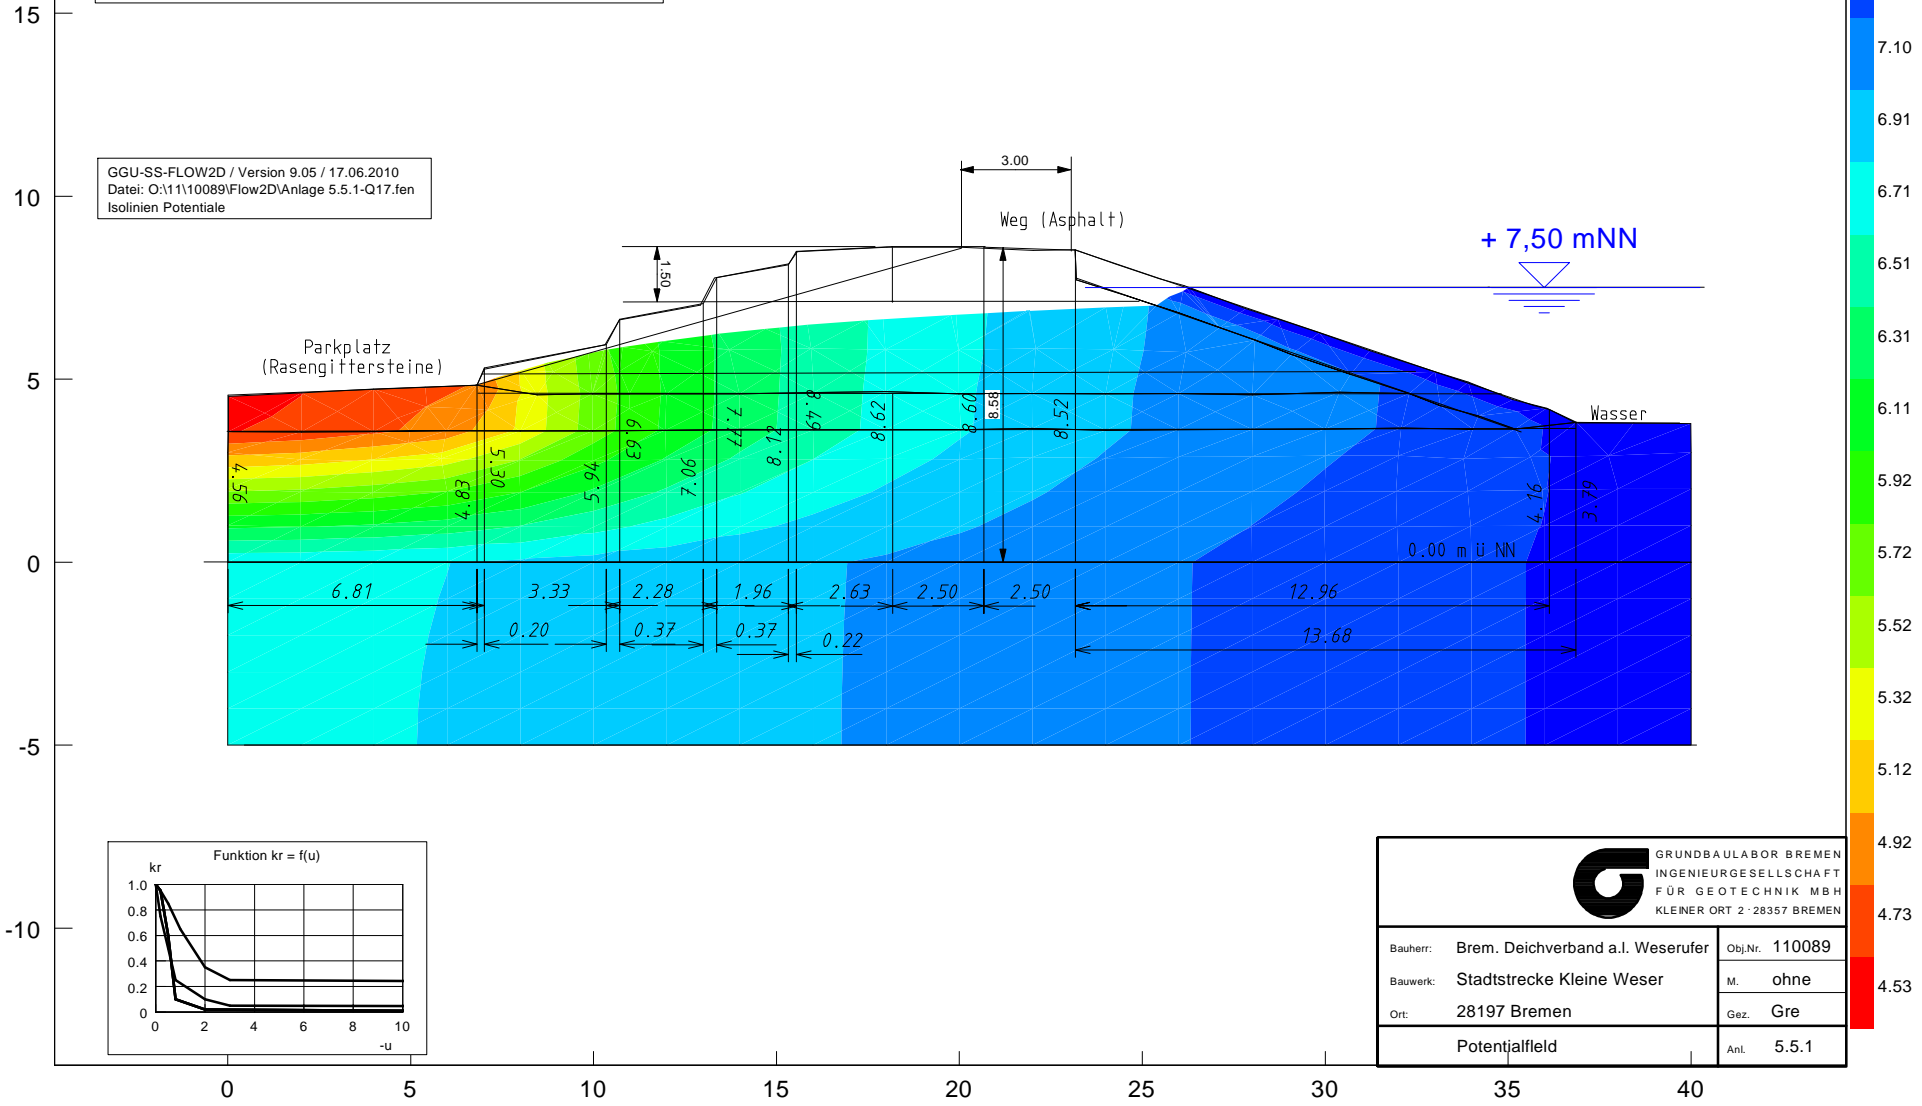 15
10
5
0
-5
-10
GGU-SS-FLOW2D / Version 9.05 / 17.06.2010
Datei: O:\11\10089\Flow2D\Anlage 5.5.1-Q17.fen
Isolinien Potentiale
3.00
Weg (Asphalt)
+ 7,50 mNN
1.50
Parkplatz
(Rasengittersteine)
Wasser
4.56
4.83
5.30
5.94
6.63
7.06
7.77
8.12
8.49
8.62
8.60
8.58
8.52
4.16
3.79
0.00 m ü NN
6.81
3.33
2.28
1.96
2.63
2.50
2.50
12.96
0.20
0.37
0.37
0.22
13.68
7.10
6.91
6.71
6.51
6.31
6.11
5.92
5.72
5.52
5.32
5.12
4.92
4.73
4.53
Funktion kr = f(u)
kr
1.0
0.8
0.6
0.4
0.2
0
0 2 4 6 8 10
-u
GRUNDBAULABOR BREMEN
INGENIEURGESELLSCHAFT
FÜR GEOTECHNIK MBH
KLEINER ORT 2 · 28357 BREMEN
Bauherr: Brem. Deichverband a.l. Weserufer Obj.Nr. 110089
Bauwerk: Stadtstrecke Kleine Weser M. ohne
Ort: 28197 Bremen Gez. Gre
Potentialfleld Anl. 5.5.1
0 5 10 15 20 25 30 35 40